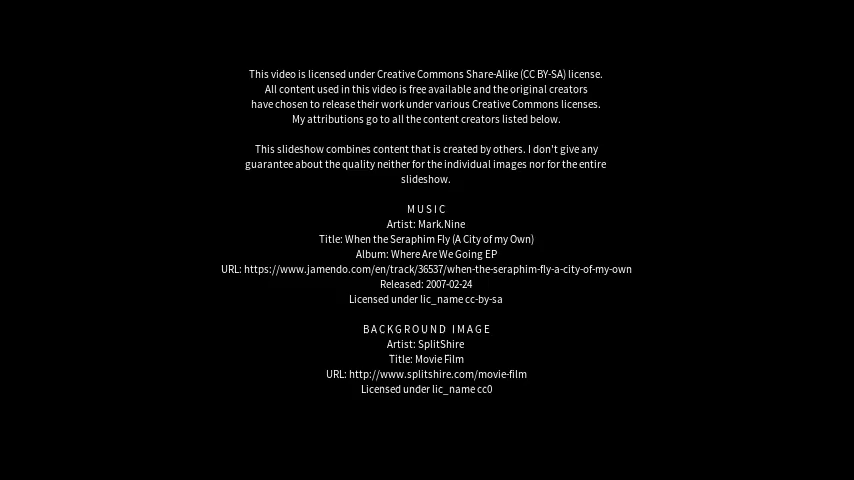 This video is licensed under Creative Commons Share-Alike (CC BY-SA) license.
All content used in this video is free available and the original creators
have chosen to release their work under various Creative Commons licenses.
My attributions go to all the content creators listed below.
This slideshow combines content that is created by others. I don't give any
guarantee about the quality neither for the individual images nor for the entire
slideshow.
MUSIC
Artist: Mark.Nine
Title: When the Seraphim Fly (A City of my Own)
Album: Where Are We Going EP
URL: https://www.jamendo.com/en/track/36537/when-the-seraphim-fly-a-city-of-my-own
Released: 2007-02-24
Licensed under lic_name cc-by-sa
BACKGROUND IMAGE
Artist: SplitShire
Title: Movie Film
URL: http://www.splitshire.com/movie-film
Licensed under lic_name cc0